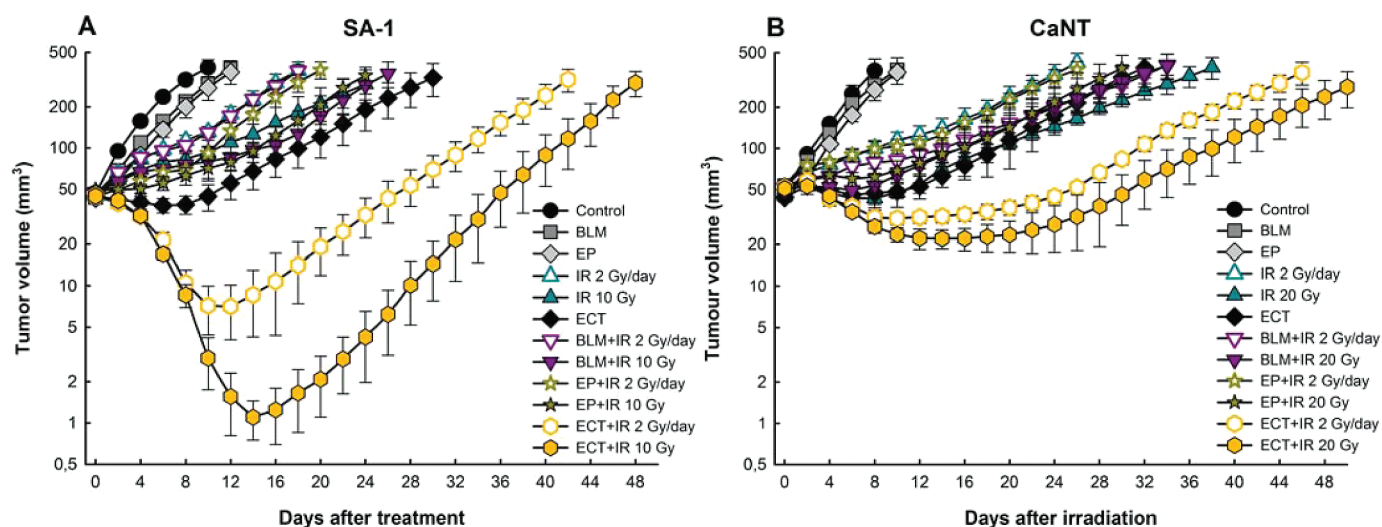 A
SA-1
Tumor volume (mm³)
500
200
100
50
20
10
5
2
1
0,5
0 4 8 12 16 20 24 28 32 36 40 44 48
Days after treatment
Control
BLM
EP
IR 2 Gy/day
IR 10 Gy
ECT
BLM+IR 2 Gy/day
BLM+IR 10 Gy
EP+IR 2 Gy/day
EP+IR 10 Gy
ECT+IR 2 Gy/day
ECT+IR 10 Gy
B
CaNT
Tumour volume (mm³)
500
200
100
50
20
10
5
2
1
0,5
0 4 8 12 16 20 24 28 32 36 40 44 48
Days after irradiation
Control
BLM
EP
IR 2 Gy/day
IR 20 Gy
ECT
BLM+IR 2 Gy/day
BLM+IR 20 Gy
EP+IR 2 Gy/day
EP+IR 20 Gy
ECT+IR 2 Gy/day
ECT+IR 20 Gy